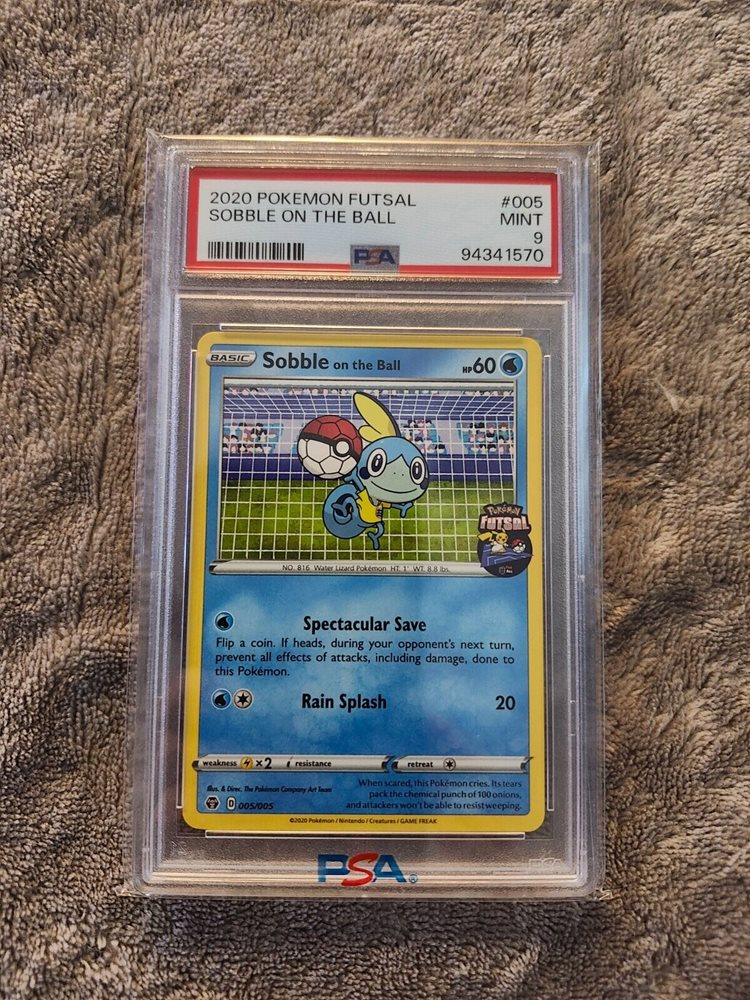 2020 POKEMON FUTSAL #005
SOBBLE ON THE BALL MINT
9
PSA 94341570
BASIC Sobble on the Ball HP 60
POKéMON
FUTSAL
NO. 816 Water Lizard Pokémon HT. 1' WT. 8.8 lbs.
Spectacular Save
Flip a coin. If heads, during your opponent's next turn,
prevent all effects of attacks, including damage, done to
this Pokémon.
Rain Splash 20
weakness ×2 resistance retreat
Illus. & Direc. The Pokémon Company Art Team
D 005/005
When scared, this Pokémon cries. Its tears
pack the chemical punch of 100 onions,
and attackers won't be able to resist weeping.
©2020 Pokémon / Nintendo / Creatures / GAME FREAK
PSA®